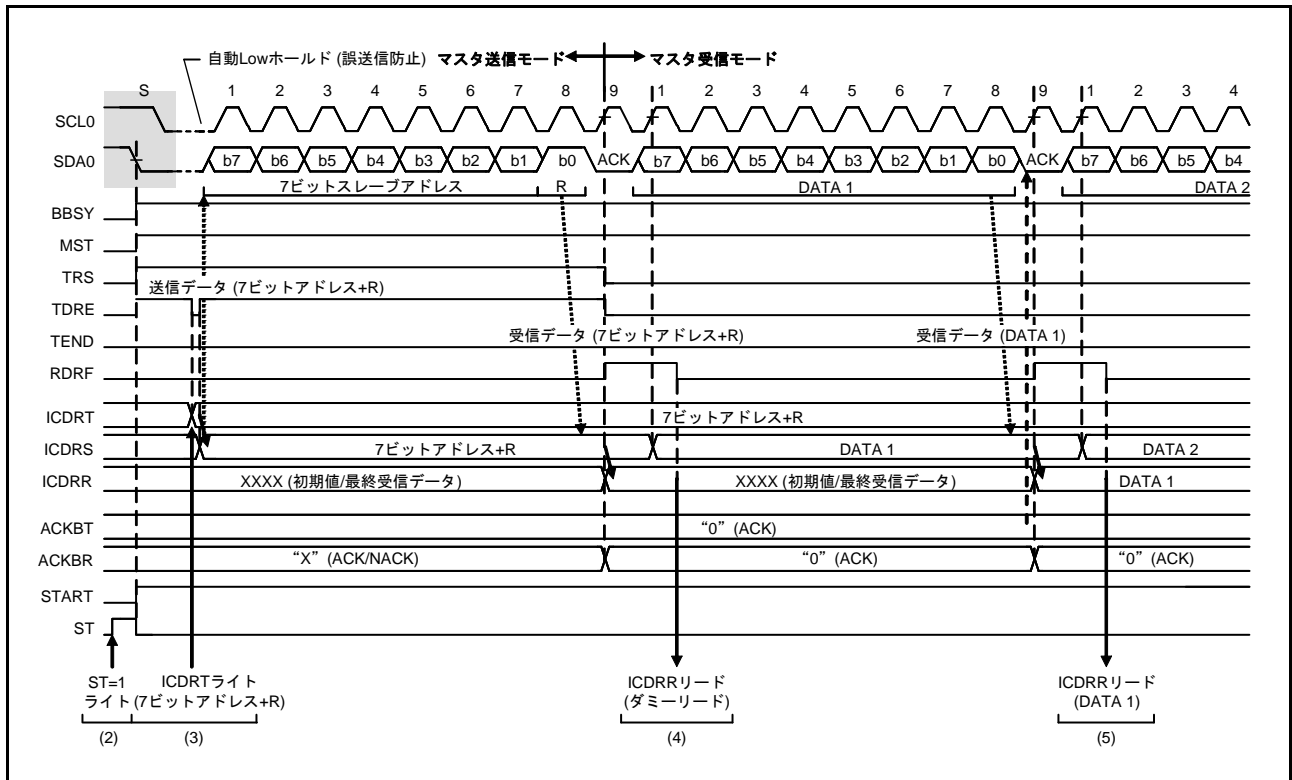 自動Lowホールド (誤送信防止) マスタ送信モード マスタ受信モード
S 1 2 3 4 5 6 7 8 9 1 2 3 4 5 6 7 8 9 1 2 3 4
SCL0
SDA0 b7 b6 b5 b4 b3 b2 b1 b0 ACK b7 b6 b5 b4 b3 b2 b1 b0 ACK b7 b6 b5 b4
7ビットスレーブアドレス R DATA 1 DATA 2
BBSY
MST
TRS
送信データ (7ビットアドレス+R)
TDRE
受信データ (7ビットアドレス+R) 受信データ (DATA 1)
TEND
RDRF
ICDRT 7ビットアドレス+R
ICDRS 7ビットアドレス+R DATA 1 DATA 2
ICDRR XXXX (初期値/最終受信データ) XXXX (初期値/最終受信データ) DATA 1
ACKBT “0” (ACK)
ACKBR “X” (ACK/NACK) “0” (ACK) “0” (ACK)
START
ST
ST=1 ICDRTライト ICDRRリード ICDRRリード
ライト (7ビットアドレス+R) (ダミーリード) (DATA 1)
(2) (3) (4) (5)